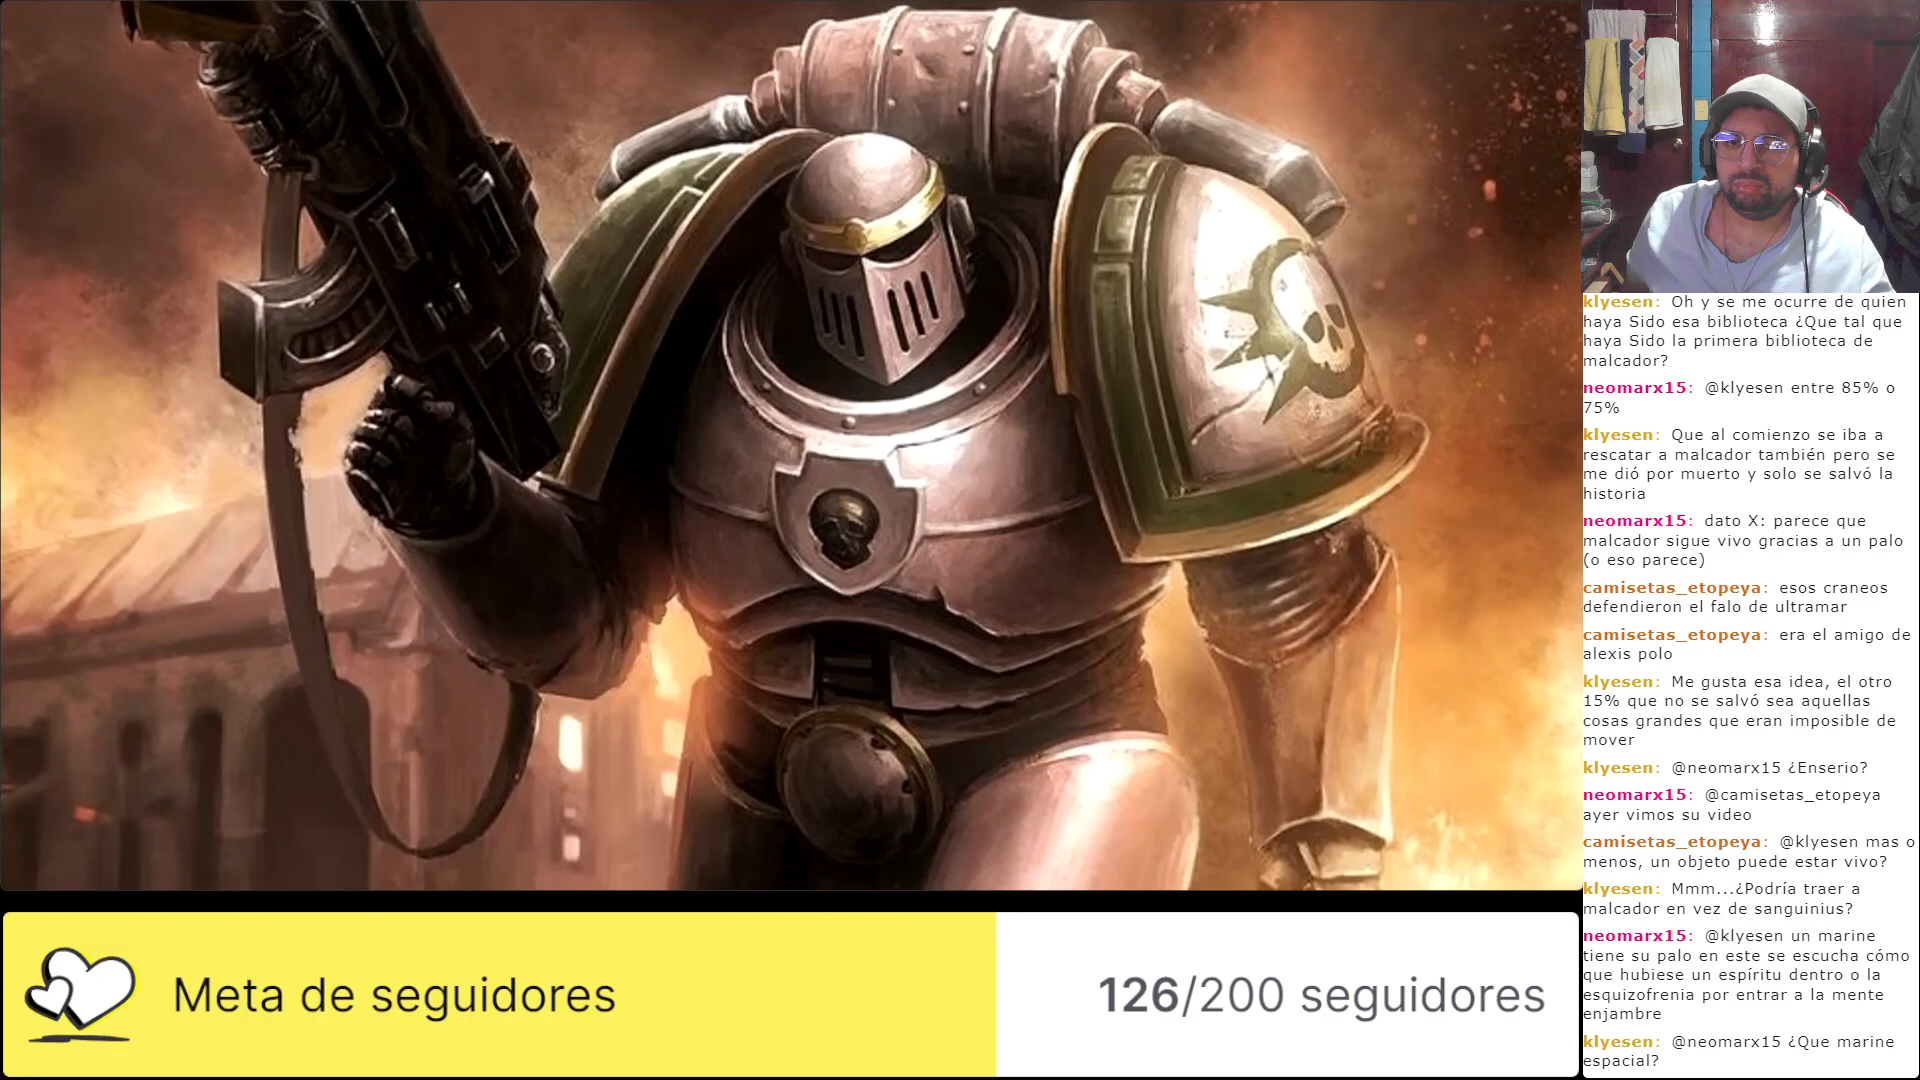 klyesen: Oh y se me ocurre de quien
haya Sido esa biblioteca ¿Que tal que
haya Sido la primera biblioteca de
malcador?
neomarx15: @klyesen entre 85% o
75%
klyesen: Que al comienzo se iba a
rescatar a malcador también pero se
me dió por muerto y solo se salvó la
historia
neomarx15: dato X: parece que
malcador sigue vivo gracias a un palo
(o eso parece)
camisetas_etopeya: esos craneos
defendieron el falo de ultramar
camisetas_etopeya: era el amigo de
alexis polo
klyesen: Me gusta esa idea, el otro
15% que no se salvó sea aquellas
cosas grandes que eran imposible de
mover
klyesen: @neomarx15 ¿Enserio?
neomarx15: @camisetas_etopeya
ayer vimos su video
camisetas_etopeya: @klyesen mas o
menos, un objeto puede estar vivo?
klyesen: Mmm...¿Podría traer a
malcador en vez de sanguinius?
neomarx15: @klyesen un marine
tiene su palo en este se escucha cómo
que hubiese un espíritu dentro o la
esquizofrenia por entrar a la mente
enjambre
klyesen: @neomarx15 ¿Que marine
espacial?
Meta de seguidores
126/200 seguidores